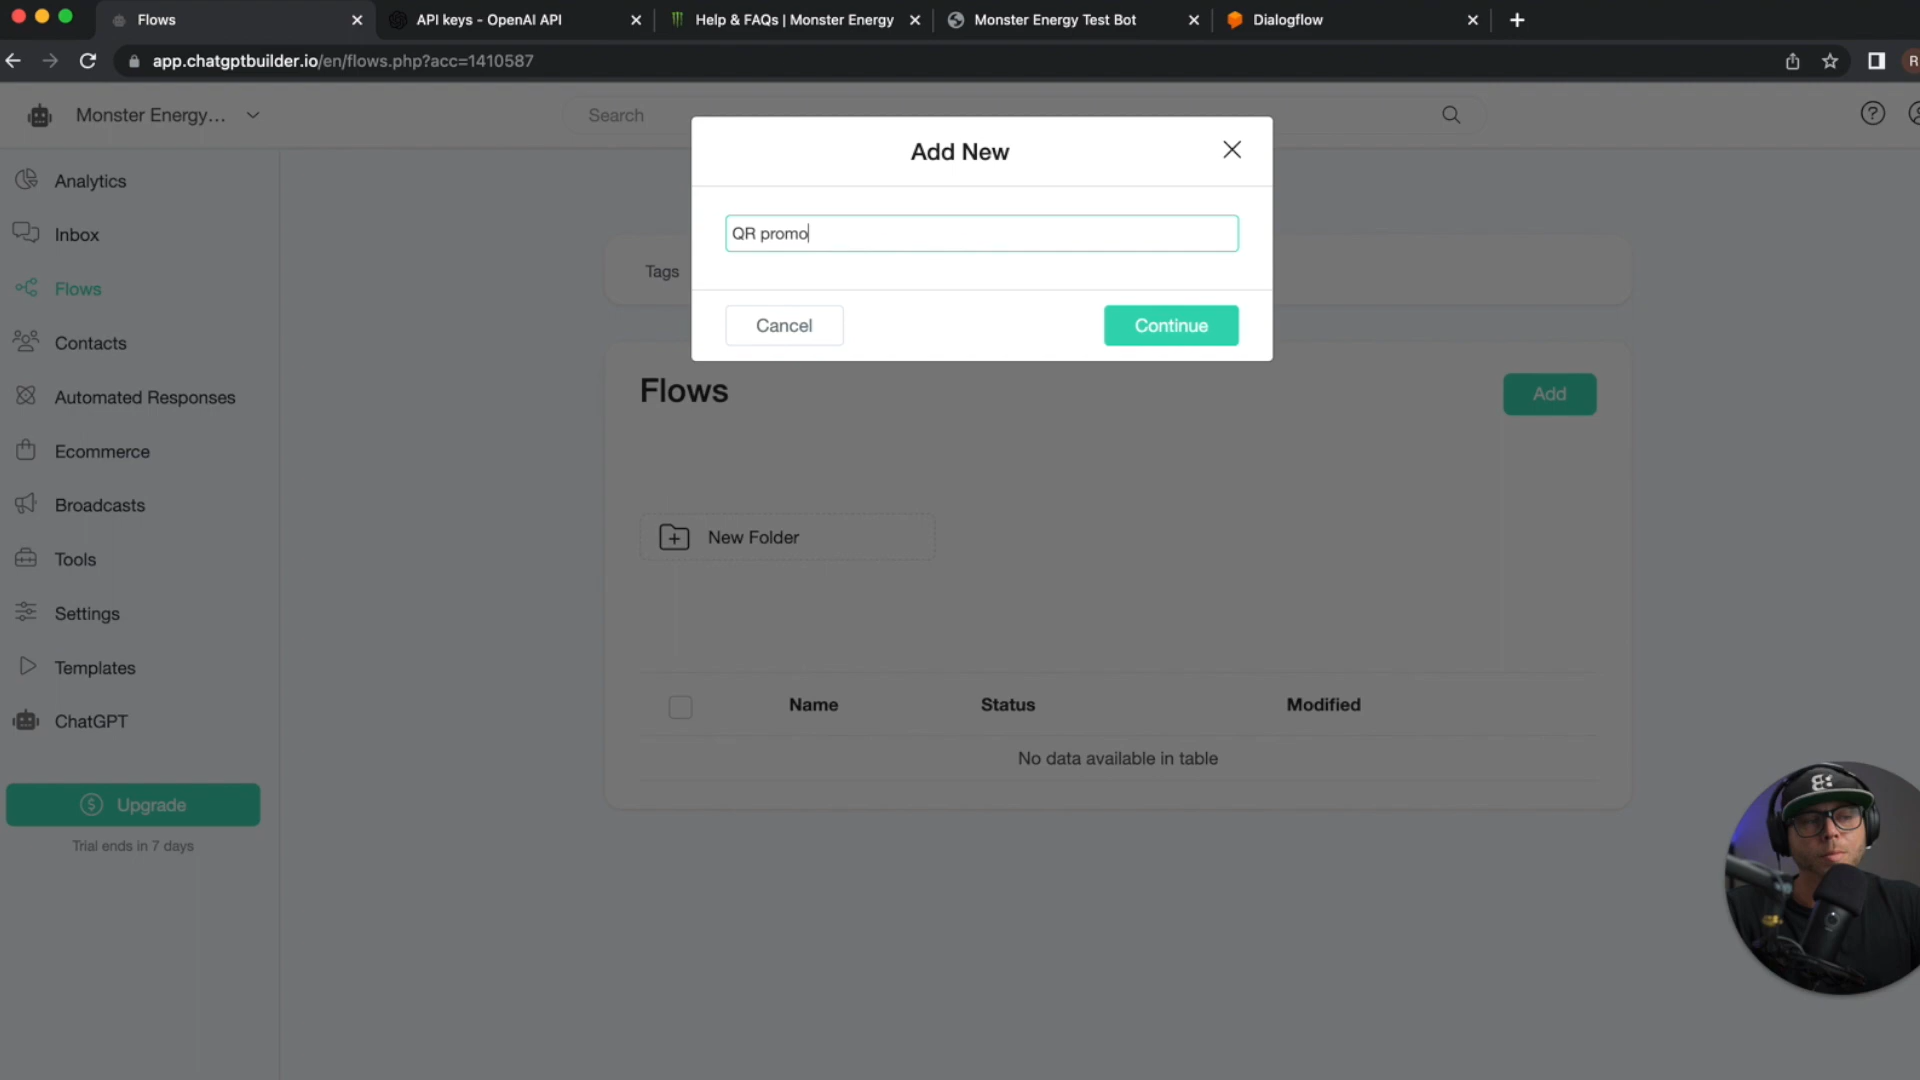 Flows
API keys - OpenAI API
Help & FAQs | Monster Energy
Monster Energy Test Bot
Dialogflow
app.chatgptbuilder.io/en/flows.php?acc=1410587
R
Monster Energy...
Search
Add New
QR promo
Cancel
Continue
Tags
Analytics
Inbox
Flows
Contacts
Automated Responses
Ecommerce
Broadcasts
Tools
Settings
Templates
ChatGPT
Upgrade
Trial ends in 7 days
Flows
Add
New Folder
Name Status Modified
No data available in table